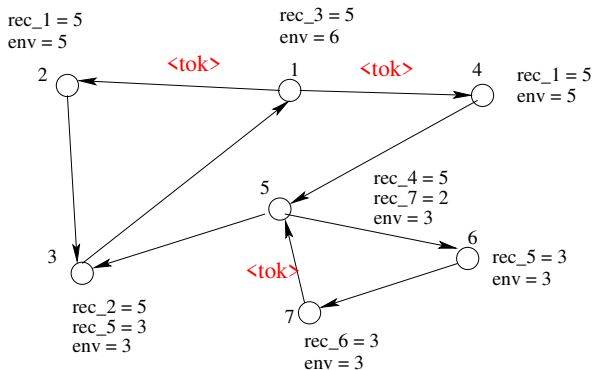 rec_1 = 5
env = 5
rec_3 = 5
env = 6
<tok>
<tok>
2
1
4
rec_1 = 5
env = 5
5
rec_4 = 5
rec_7 = 2
env = 3
6
3
<tok>
rec_5 = 3
env = 3
rec_2 = 5
rec_5 = 3
env = 3
7
rec_6 = 3
env = 3